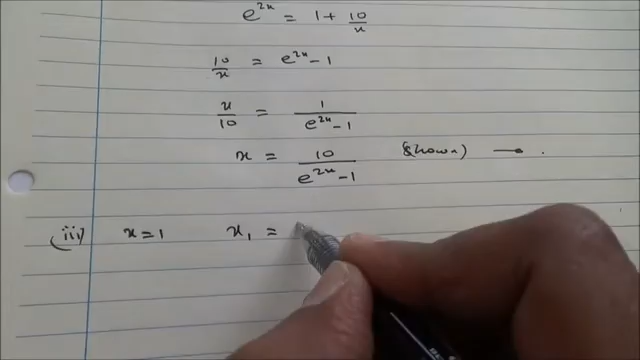 e^{2x} = 1 + 10/x
10/x = e^{2x} - 1
x/10 = 1/(e^{2x} - 1)
x = 10/(e^{2x} - 1) (Shown)
(iii) x = 1 x₁ =